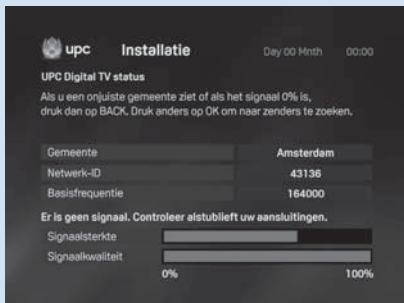 upc Installatie Day 00 Mnth 00:00
UPC Digital TV status
Als u een onjuiste gemeente ziet of als het signaal 0% is,
druk dan op BACK. Druk anders op OK om naar zenders te zoeken.
Gemeente Amsterdam
Netwerk-ID 43136
Basisfrequentie 164000
Er is geen signaal. Controleer alstublieft uw aansluitingen.
Signaalsterkte
Signaalkwaliteit
0% 100%